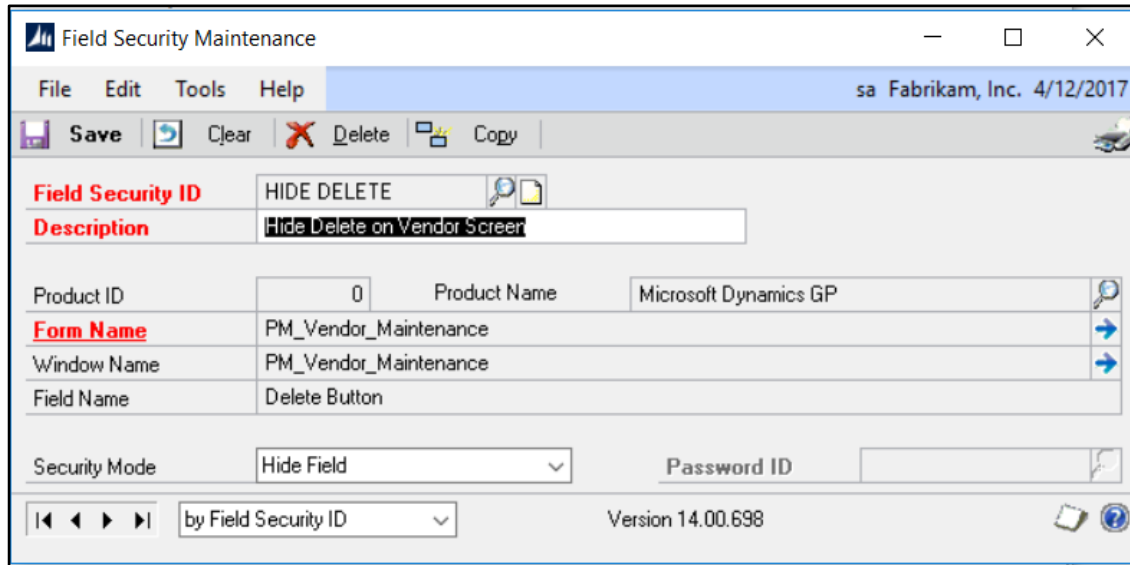 Field Security Maintenance
File Edit Tools Help sa Fabrikam, Inc. 4/12/2017
Save Clear Delete Copy
Field Security ID HIDE DELETE
Description Hide Delete on Vendor Screen
Product ID 0 Product Name Microsoft Dynamics GP
Form Name PM_Vendor_Maintenance
Window Name PM_Vendor_Maintenance
Field Name Delete Button
Security Mode Hide Field Password ID
by Field Security ID Version 14.00.698